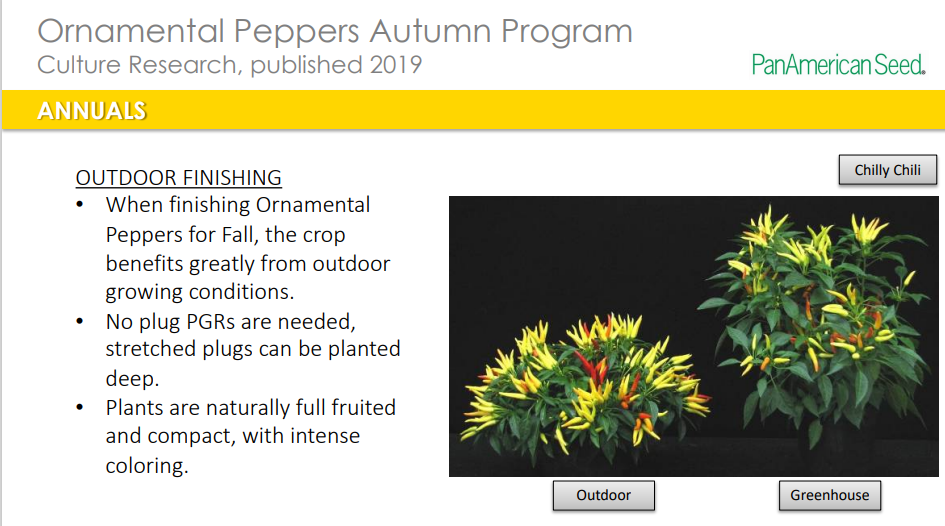 Ornamental Peppers Autumn Program
Culture Research, published 2019
PanAmerican Seed®
ANNUALS
OUTDOOR FINISHING
• When finishing Ornamental
Peppers for Fall, the crop
benefits greatly from outdoor
growing conditions.
• No plug PGRs are needed,
stretched plugs can be planted
deep.
• Plants are naturally full fruited
and compact, with intense
coloring.
Chilly Chili
Outdoor
Greenhouse